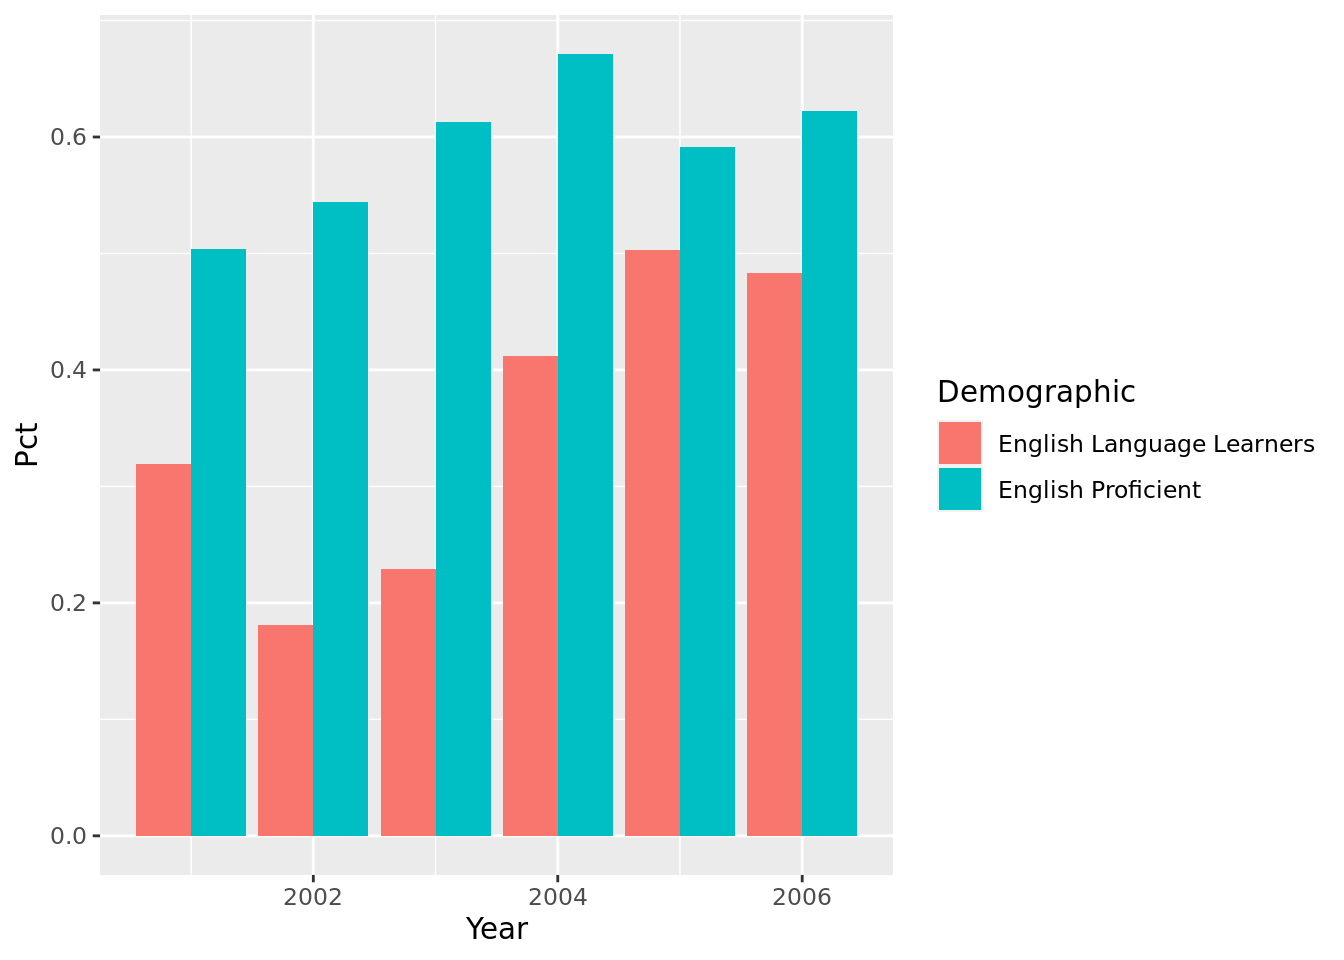 0.6
0.4
0.2
0.0
Pct
2002
2004
2006
Year
Demographic
English Language Learners
English Proficient